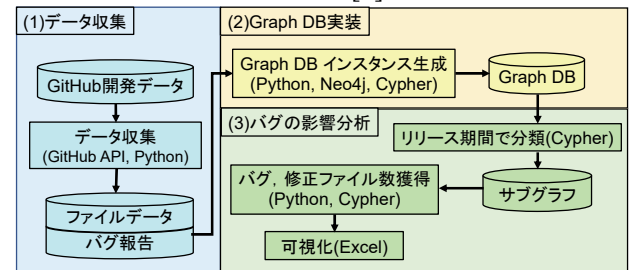 (1)データ収集
GitHub開発データ
データ収集
(GitHub API, Python)
ファイルデータ
バグ報告
(2)Graph DB実装
Graph DB インスタンス生成
(Python, Neo4j, Cypher)
Graph DB
(3)バグの影響分析
リリース期間で分類(Cypher)
サブグラフ
バグ，修正ファイル数獲得
(Python, Cypher)
可視化(Excel)